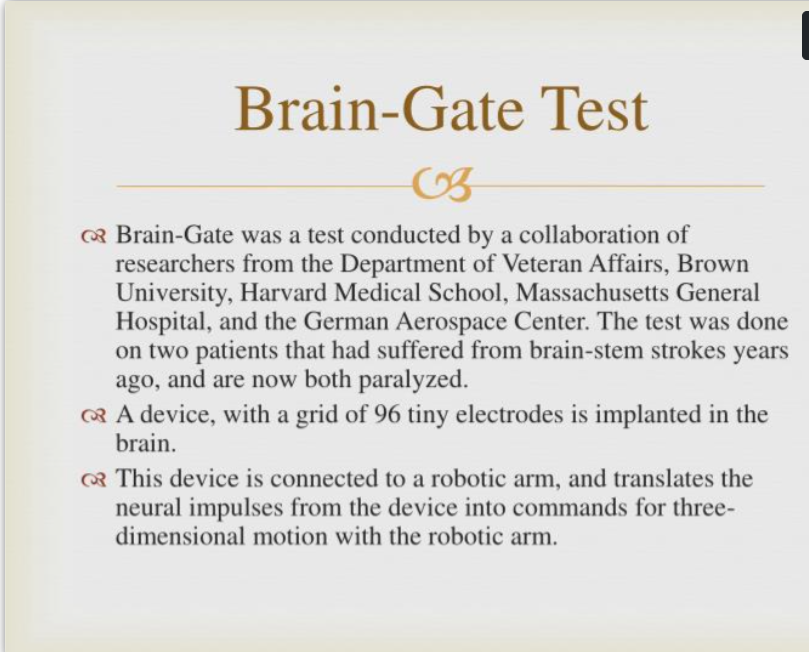 Brain-Gate Test
Brain-Gate was a test conducted by a collaboration of
researchers from the Department of Veteran Affairs, Brown
University, Harvard Medical School, Massachusetts General
Hospital, and the German Aerospace Center. The test was done
on two patients that had suffered from brain-stem strokes years
ago, and are now both paralyzed.
A device, with a grid of 96 tiny electrodes is implanted in the
brain.
This device is connected to a robotic arm, and translates the
neural impulses from the device into commands for three-
dimensional motion with the robotic arm.